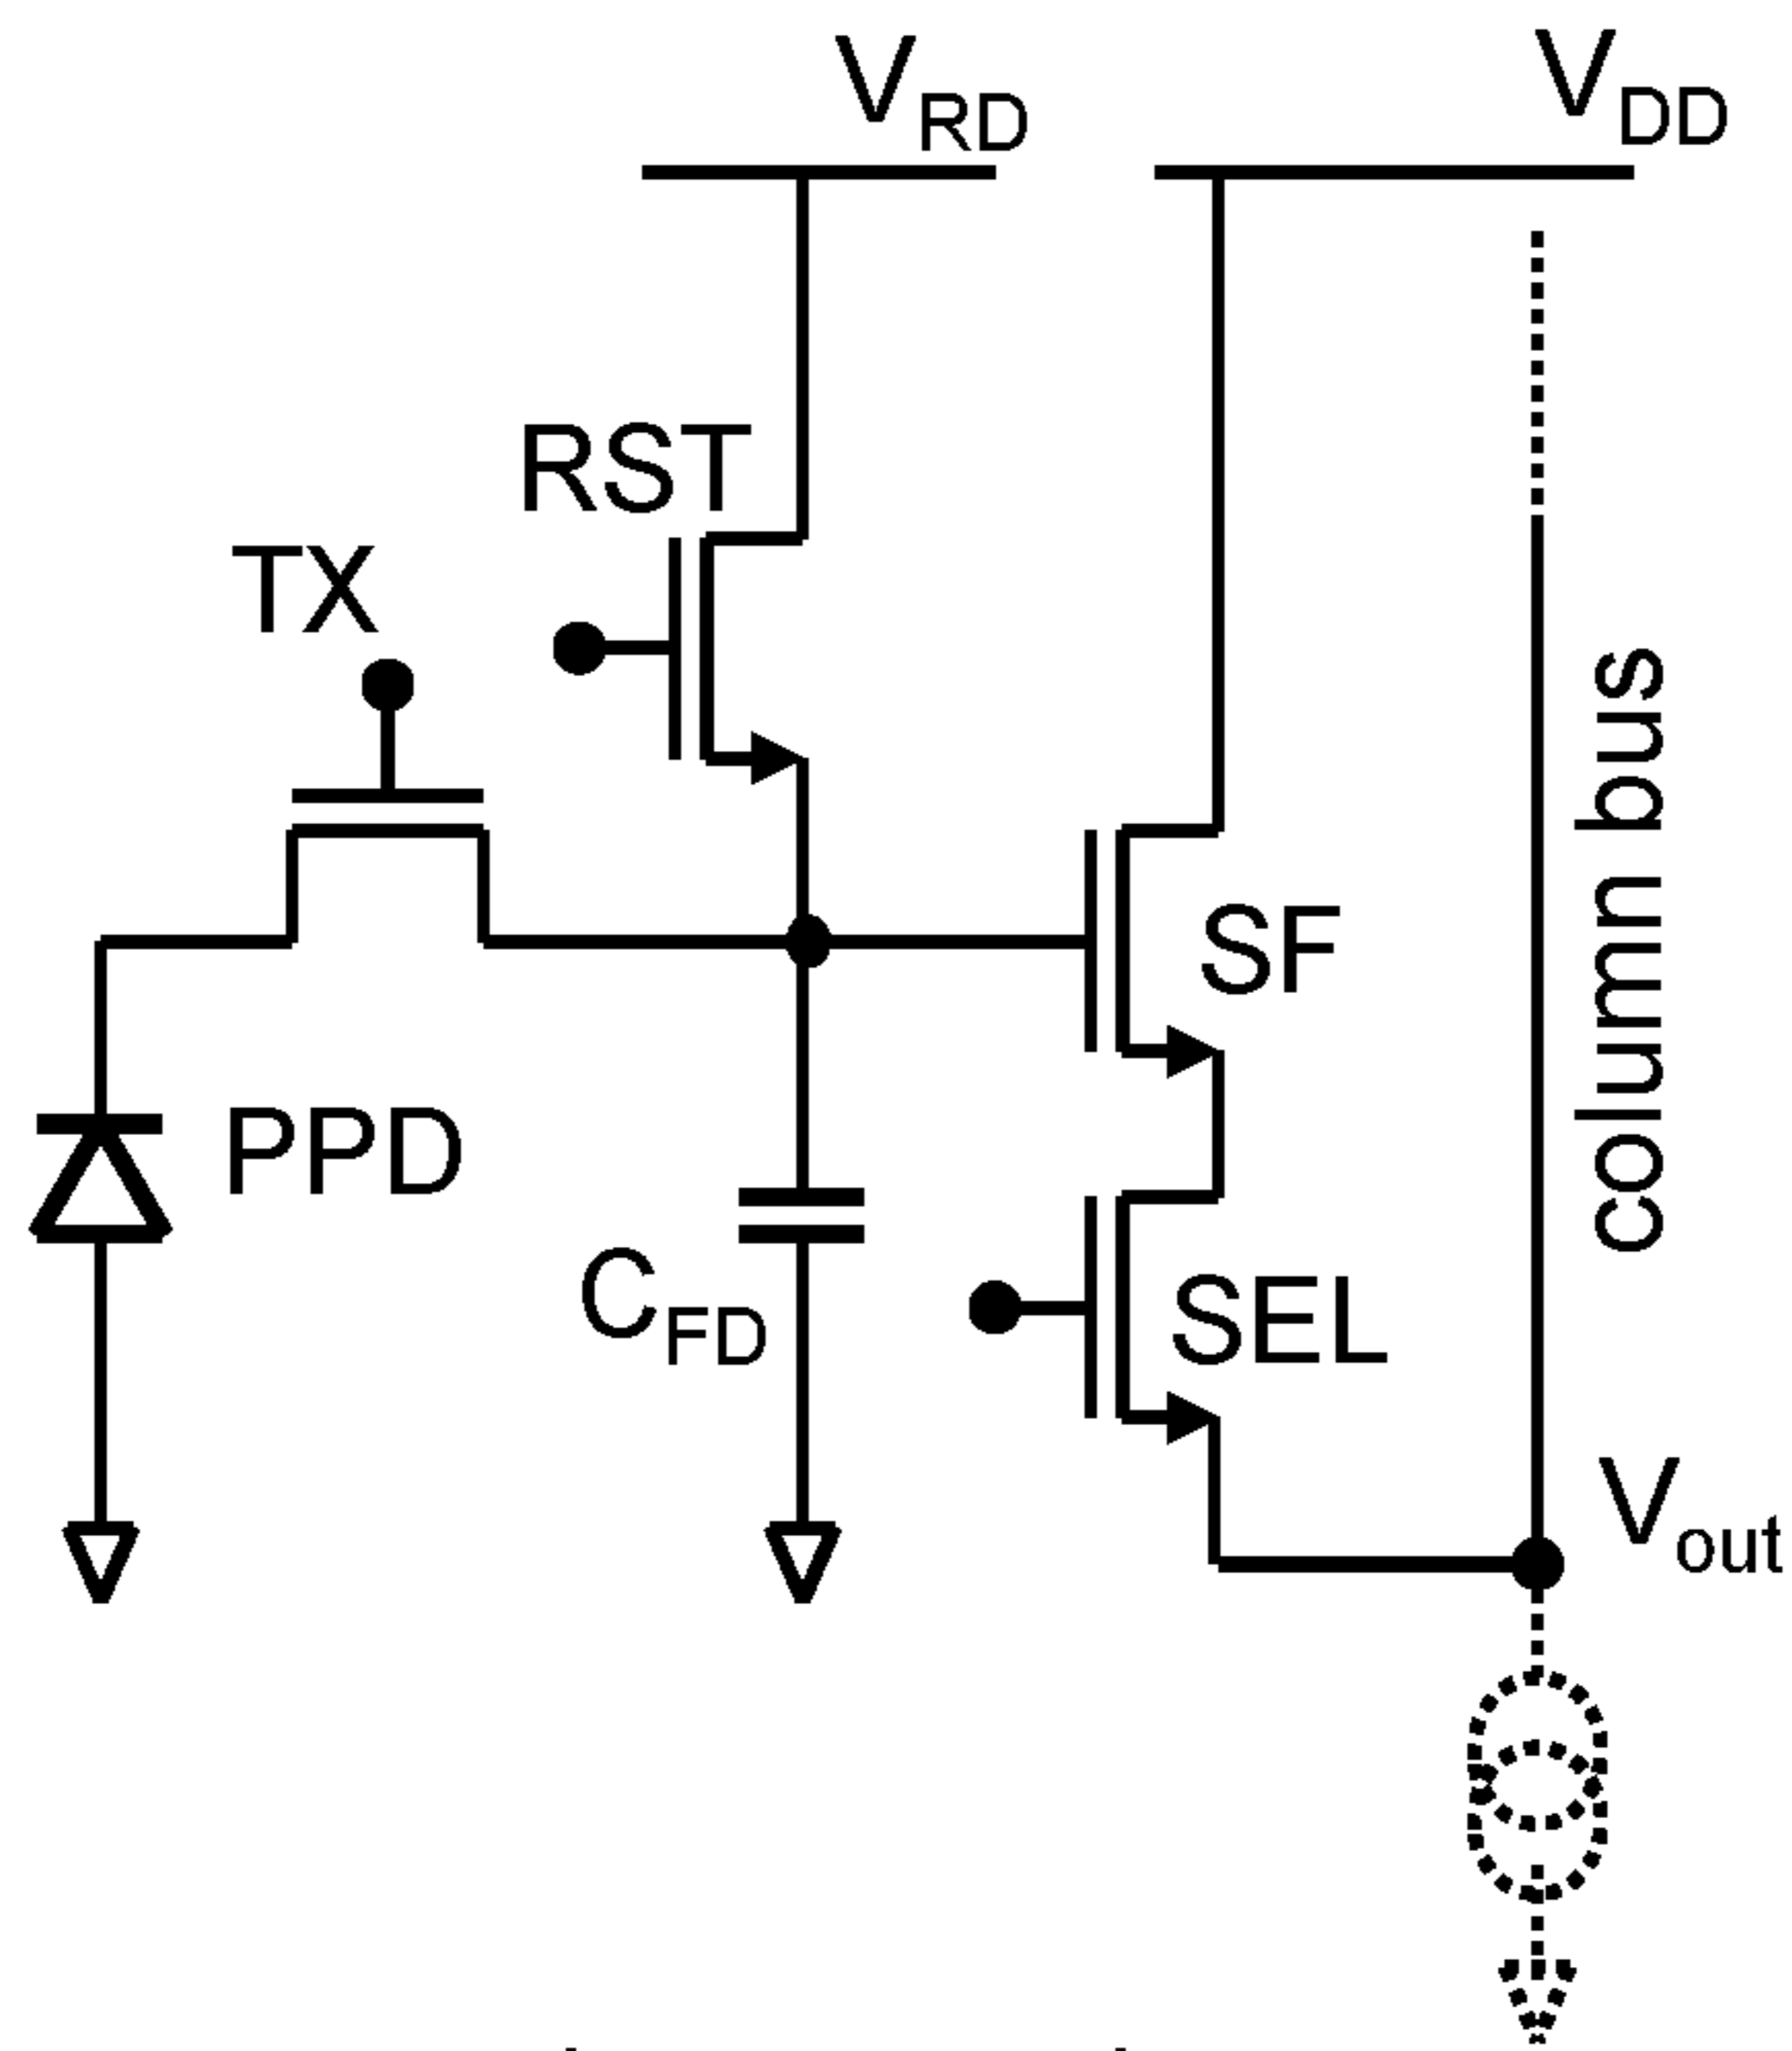 V_RD
V_DD
RST
TX
column bus
SF
PPD
C_FD
SEL
V_out